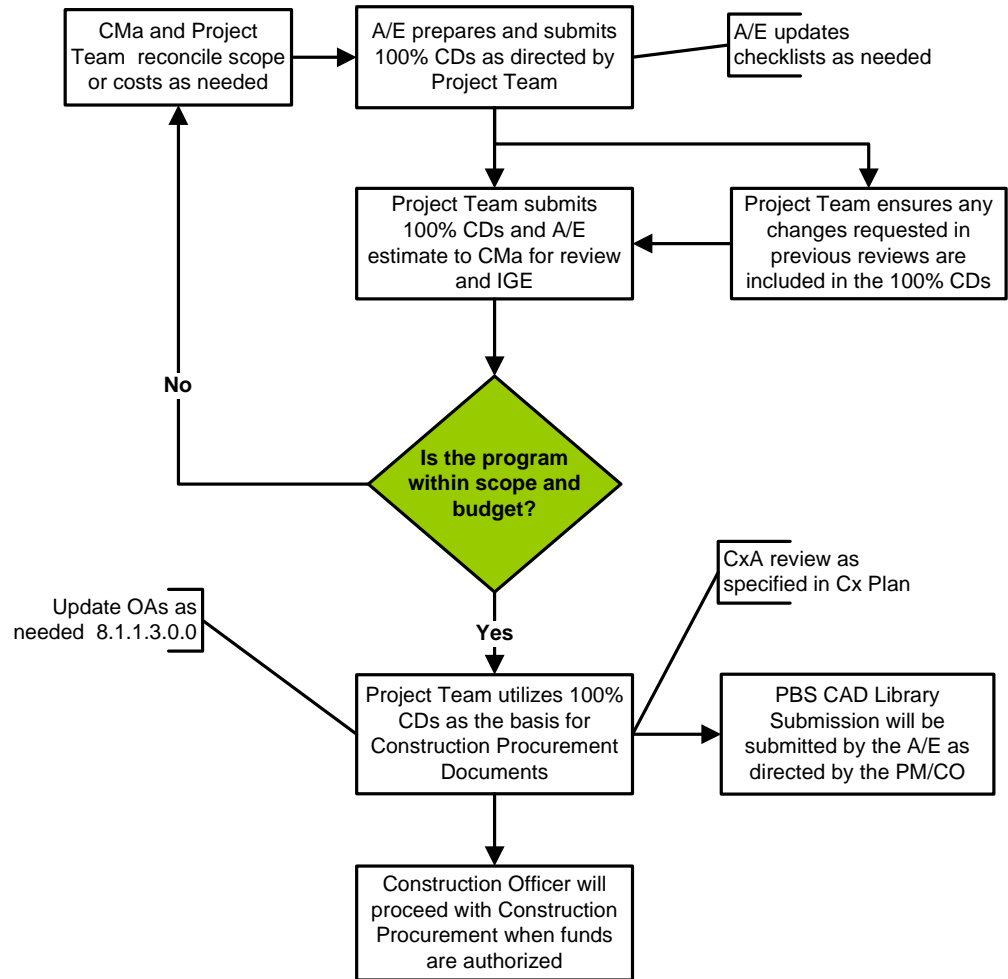 CMa and Project
Team reconcile scope
or costs as needed
A/E prepares and submits
100% CDs as directed by
Project Team
A/E updates
checklists as needed
Project Team submits
100% CDs and A/E
estimate to CMa for review
and IGE
Project Team ensures any
changes requested in
previous reviews are
included in the 100% CDs
No
Is the program
within scope and
budget?
CxA review as
specified in Cx Plan
Update OAs as
needed 8.1.1.3.0.0
Yes
Project Team utilizes 100%
CDs as the basis for
Construction Procurement
Documents
PBS CAD Library
Submission will be
submitted by the A/E as
directed by the PM/CO
Construction Officer will
proceed with Construction
Procurement when funds
are authorized